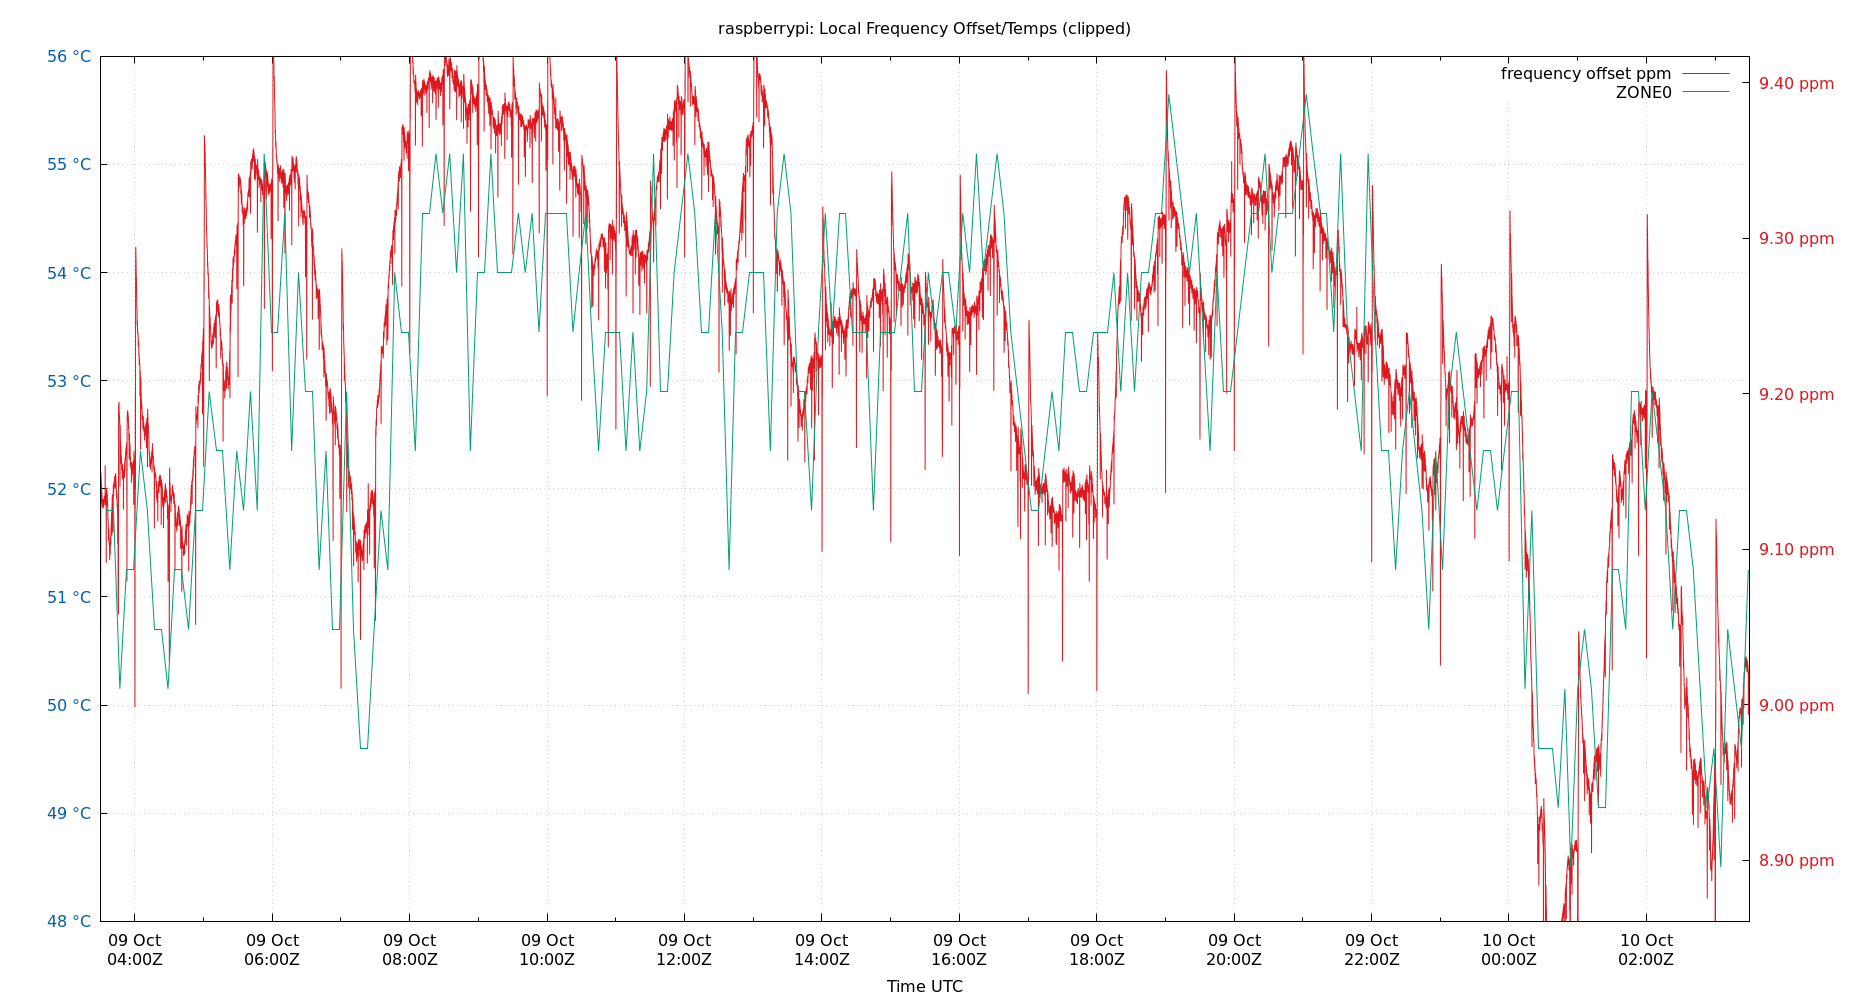 raspberrypi: Local Frequency Offset/Temps (clipped)
frequency offset ppm
ZONE0
56 °C
55 °C
54 °C
53 °C
52 °C
51 °C
50 °C
49 °C
48 °C
9.40 ppm
9.30 ppm
9.20 ppm
9.10 ppm
9.00 ppm
8.90 ppm
09 Oct 09 Oct 09 Oct 09 Oct 09 Oct 09 Oct 09 Oct 09 Oct 09 Oct 09 Oct 10 Oct 10 Oct
04:00Z 06:00Z 08:00Z 10:00Z 12:00Z 14:00Z 16:00Z 18:00Z 20:00Z 22:00Z 00:00Z 02:00Z
Time UTC